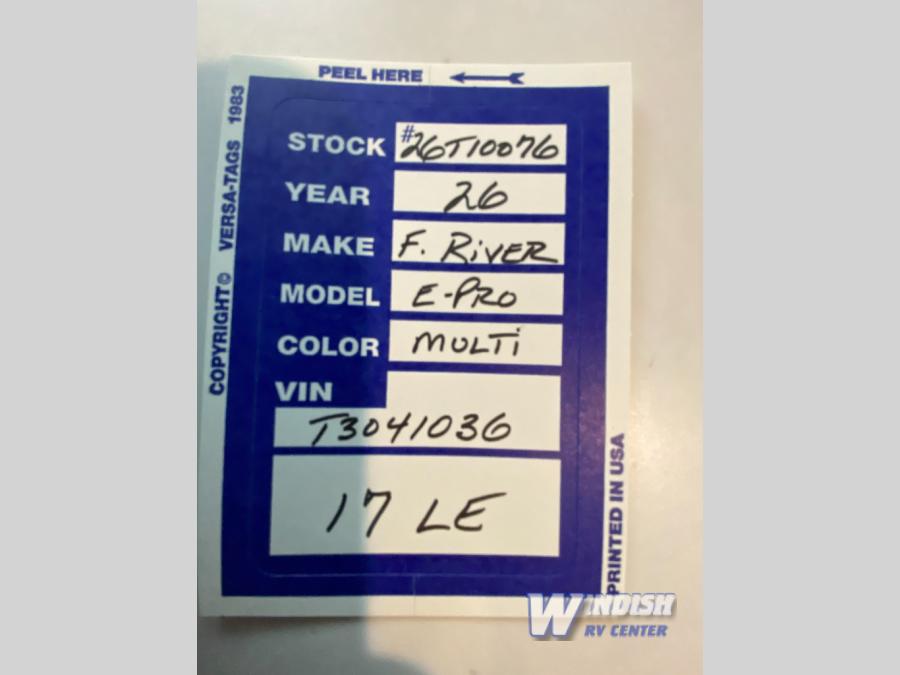 PEEL HERE
COPYRIGHT© VERSA-TAGS 1983
STOCK #26T10076
YEAR 26
MAKE F. RiVER
MODEL E-PRO
COLOR MULTi
VIN
T3041036
17 LE
PRINTED IN USA
WINDISH
RV CENTER